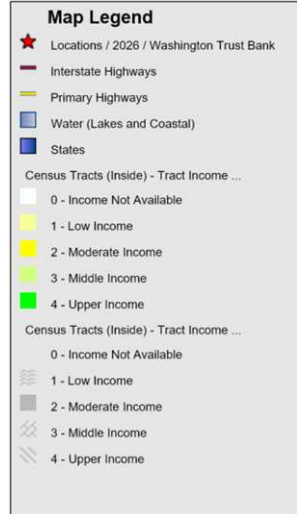 Map Legend
Locations / 2026 / Washington Trust Bank
Interstate Highways
Primary Highways
Water (Lakes and Coastal)
States
Census Tracts (Inside) - Tract Income ...
0 - Income Not Available
1 - Low Income
2 - Moderate Income
3 - Middle Income
4 - Upper Income
Census Tracts (Inside) - Tract Income ...
0 - Income Not Available
1 - Low Income
2 - Moderate Income
3 - Middle Income
4 - Upper Income